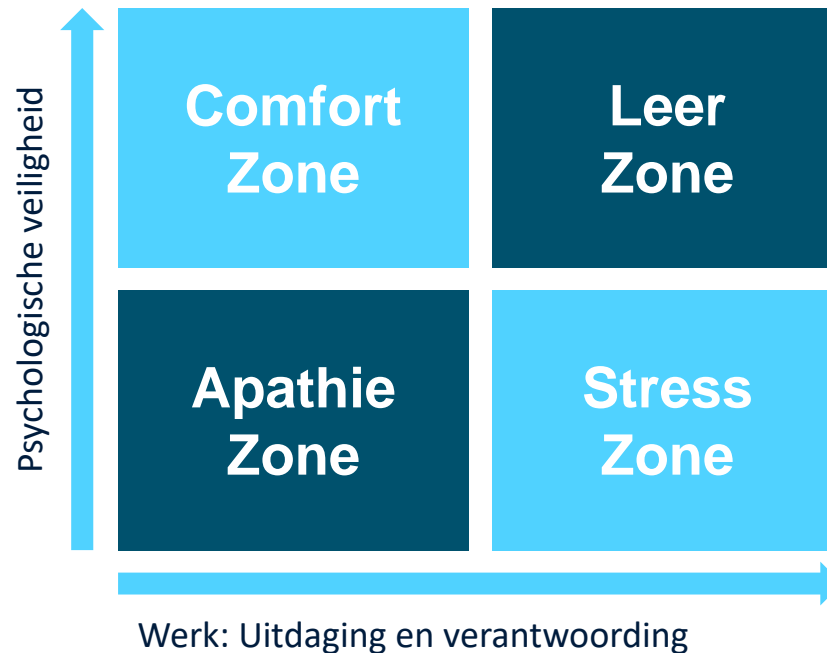 Psychologische veiligheid
Comfort
Zone
Leer
Zone
Apathie
Zone
Stress
Zone
Werk: Uitdaging en verantwoording